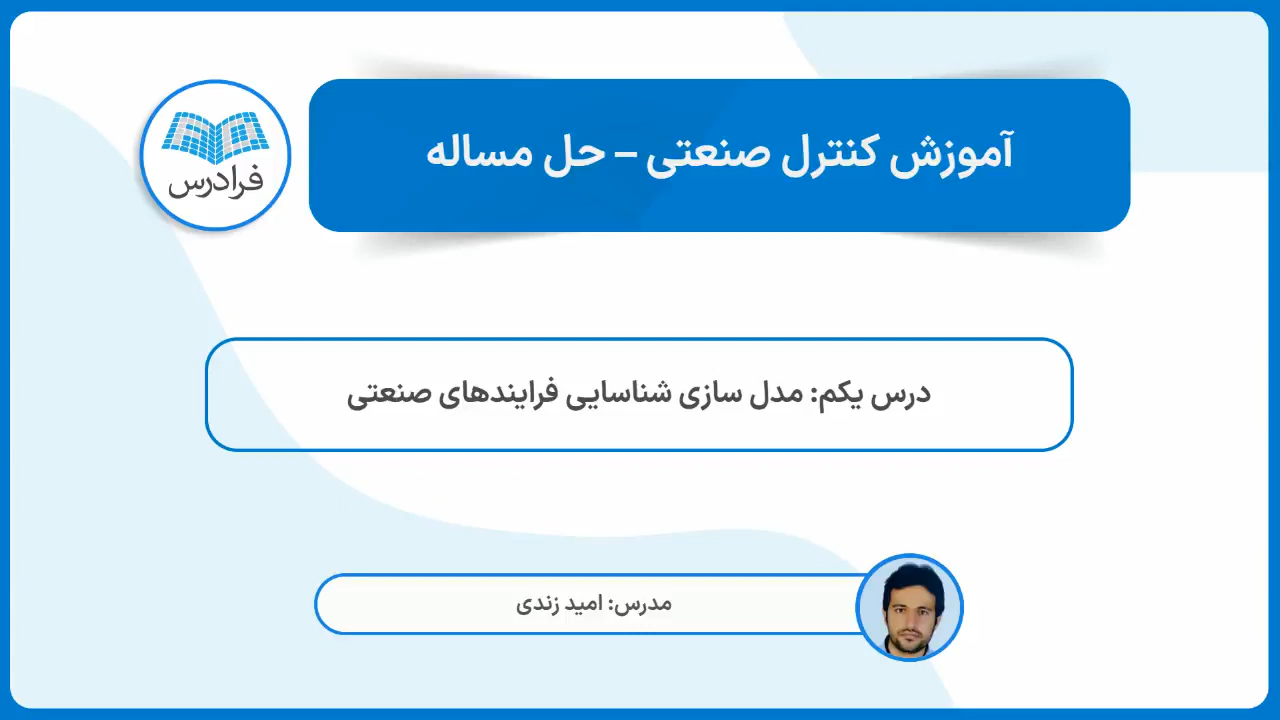 آموزش کنترل صنعتی – حل مساله
فرادرس
درس یکم: مدل سازی شناسایی فرایندهای صنعتی
مدرس: امید زندی